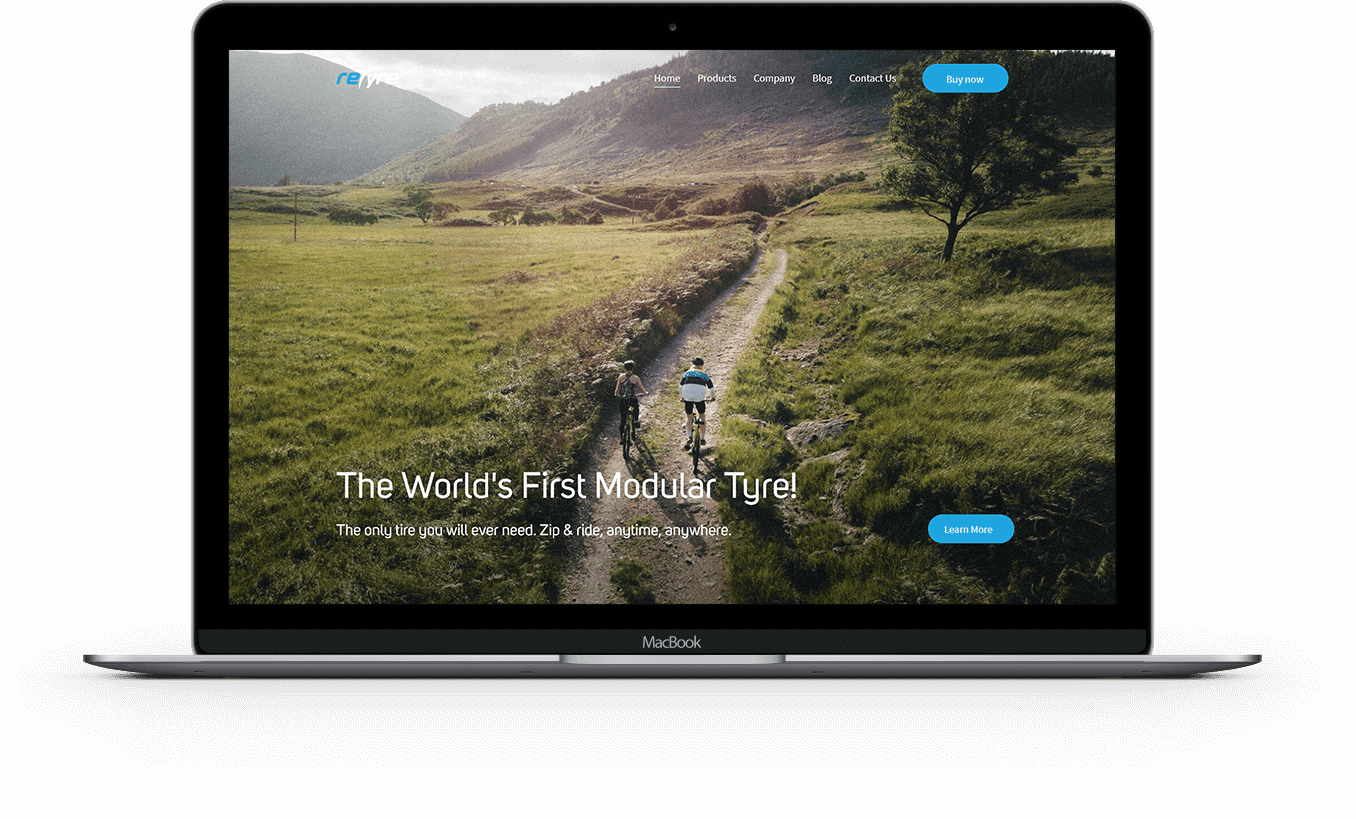 retyre
Home Products Company Blog Contact Us Buy now
The World's First Modular Tyre!
The only tire you will ever need. Zip & ride, anytime, anywhere.
Learn More
MacBook